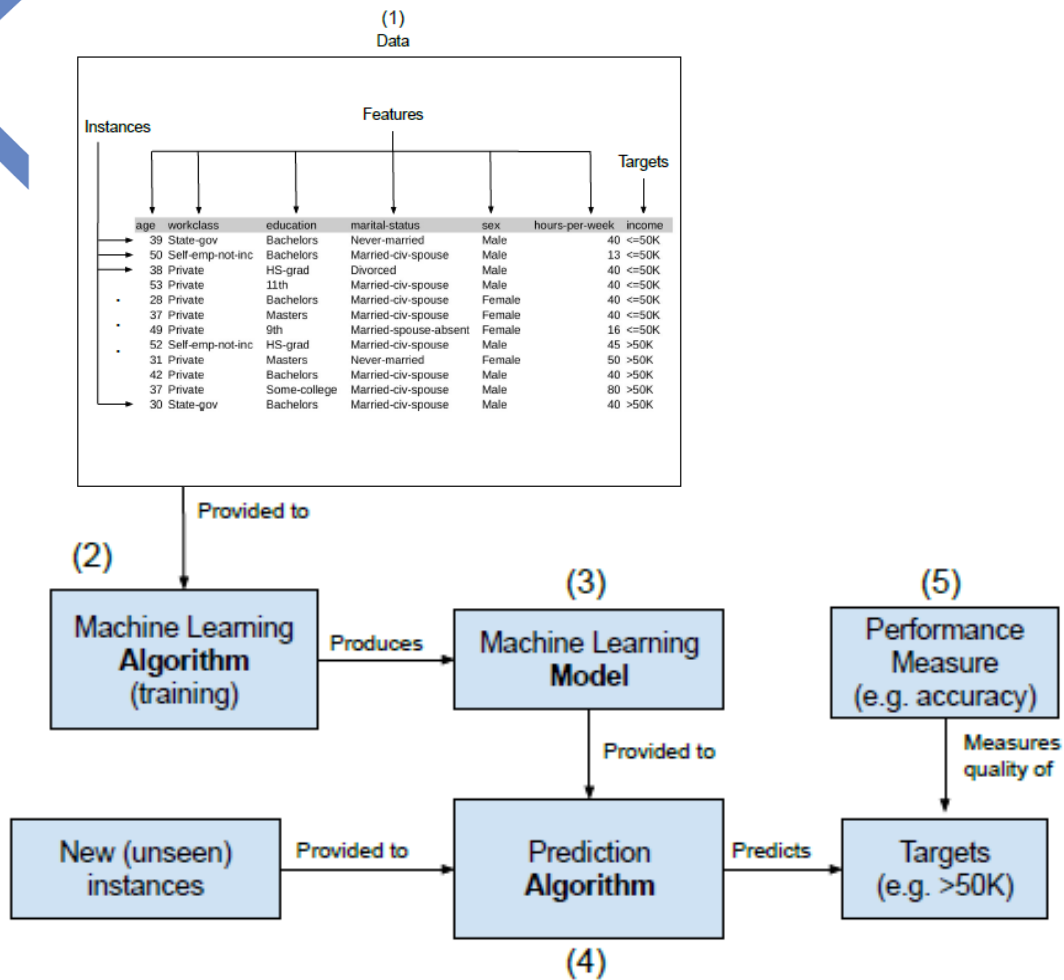 (1)
Data
Features
Instances
Targets
age workclass education marital-status sex hours-per-week income
39 State-gov Bachelors Never-married Male 40 <=50K
50 Self-emp-not-inc Bachelors Married-civ-spouse Male 13 <=50K
38 Private HS-grad Divorced Male 40 <=50K
53 Private 11th Married-civ-spouse Male 40 <=50K
28 Private Bachelors Married-civ-spouse Female 40 <=50K
37 Private Masters Married-civ-spouse Female 40 <=50K
49 Private 9th Married-spouse-absent Female 16 <=50K
52 Self-emp-not-inc HS-grad Married-civ-spouse Male 45 >50K
31 Private Masters Never-married Female 50 >50K
42 Private Bachelors Married-civ-spouse Male 40 >50K
37 Private Some-college Married-civ-spouse Male 80 >50K
30 State-gov Bachelors Married-civ-spouse Male 40 >50K
Provided to
(2)
Machine Learning
Algorithm
(training)
Produces
(3)
Machine Learning
Model
(5)
Performance
Measure
(e.g. accuracy)
Provided to
Measures
quality of
New (unseen)
instances
Provided to
Prediction
Algorithm
Predicts
Targets
(e.g. >50K)
(4)